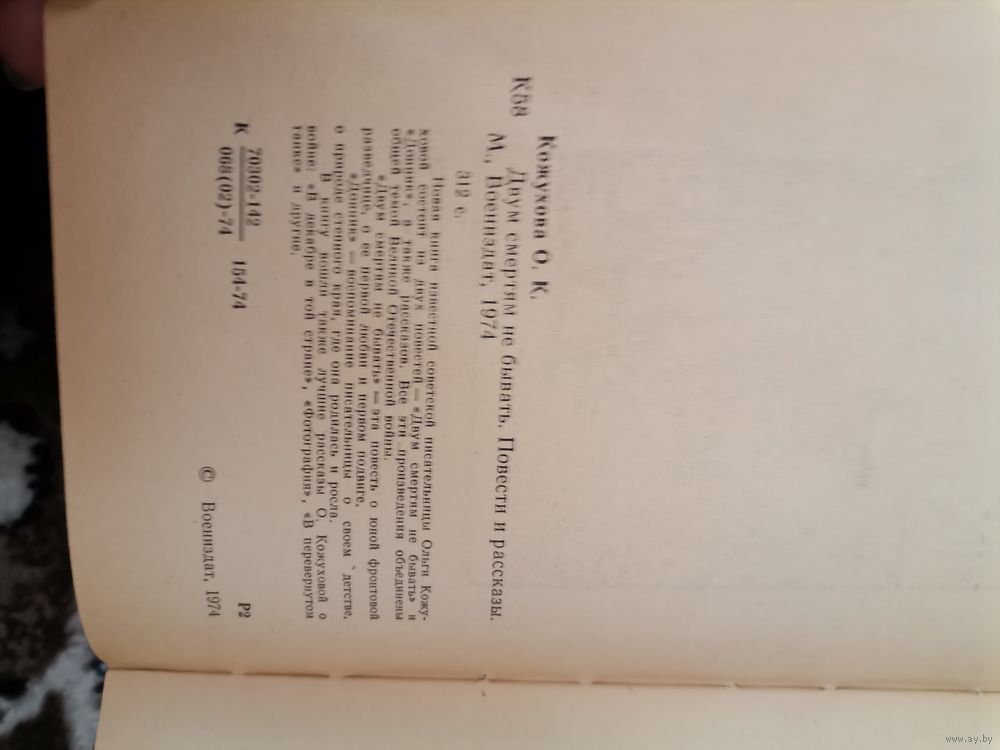 Кожухова О. К.
К58 Двум смертям не бывать. Повести и рассказы.
М., Воениздат, 1974
312 с.
Новая книга известной советской писательницы Ольги Кожу-
ховой состоит из двух повестей — «Двум смертям не бывать» и
«Донник», а также рассказов. Все эти произведения объединены
общей темой Великой Отечественной войны.
«Двум смертям не бывать» — эта повесть о юной фронтовой
разведчице, о ее первой любви и первом подвиге.
«Донник» — воспоминание писательницы о своем детстве,
о природе степного края, где она родилась и росла.
В книгу вошли также лучшие рассказы О. Кожуховой о
войне: «В декабре в той стране», «Фотография», «В перевернутом
танке» и другие.
К 70302-142
068(02)-74 154-74
Р2
© Воениздат, 1974
www.ay.by